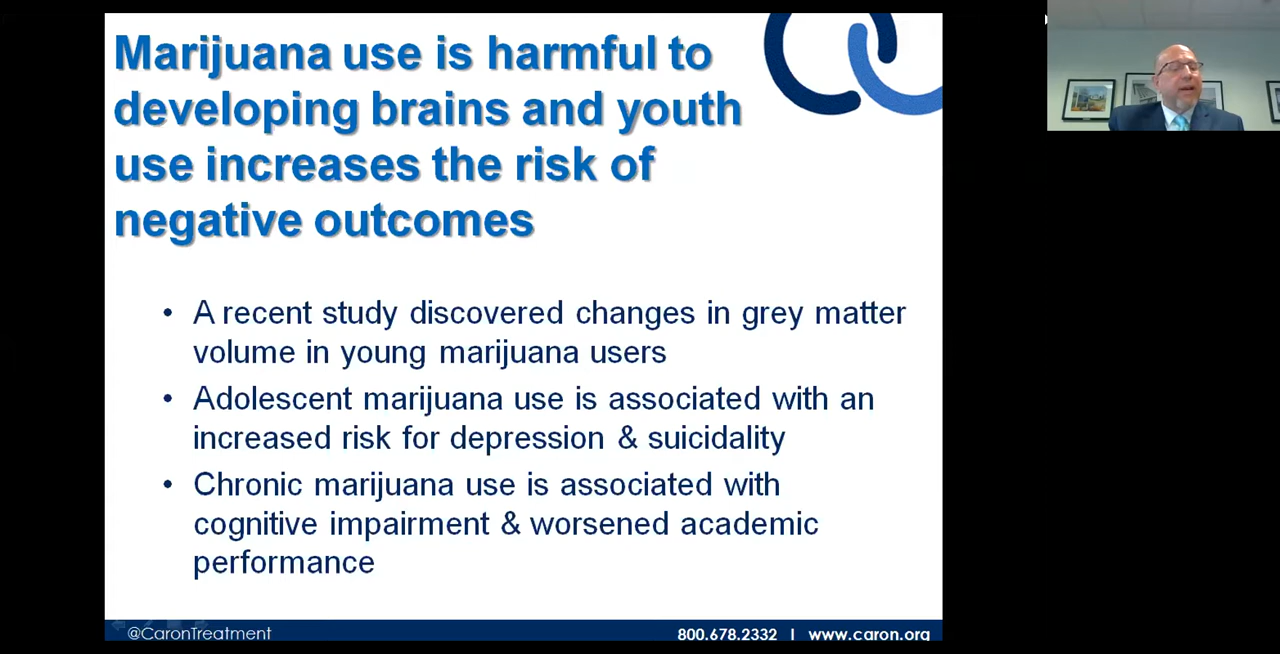 Marijuana use is harmful to
developing brains and youth
use increases the risk of
negative outcomes
• A recent study discovered changes in grey matter
volume in young marijuana users
• Adolescent marijuana use is associated with an
increased risk for depression & suicidality
• Chronic marijuana use is associated with
cognitive impairment & worsened academic
performance
@CaronTreatment
800.678.2332 | www.caron.org